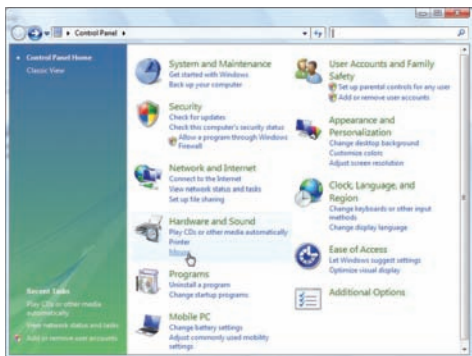 Control Panel
Control Panel Home
Classic View
System and Maintenance
Get started with Windows
Back up your computer
Security
Check for updates
Check this computer's security status
Allow a program through Windows
Firewall
Network and Internet
Connect to the Internet
View network status and tasks
Set up file sharing
Hardware and Sound
Play CDs or other media automatically
Printer
Mouse
Programs
Uninstall a program
Change startup programs
Mobile PC
Change battery settings
Adjust commonly used mobility
settings
User Accounts and Family
Safety
Set up parental controls for any user
Add or remove user accounts
Appearance and
Personalization
Change desktop background
Customize colors
Adjust screen resolution
Clock, Language, and
Region
Change keyboards or other input
methods
Change display language
Ease of Access
Let Windows suggest settings
Optimize visual display
Additional Options
Recent Tasks
Play CDs or other media
automatically
View network status and tasks
Add or remove user accounts